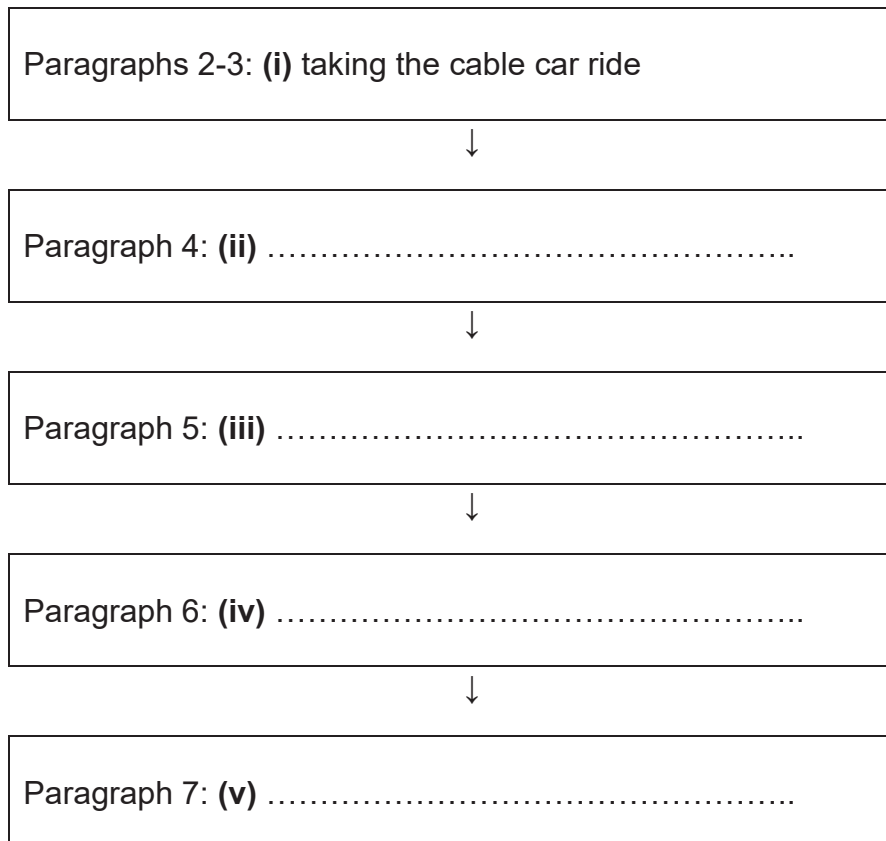 Paragraphs 2-3: (i) taking the cable car ride
↓
Paragraph 4: (ii) …………………………………………..
↓
Paragraph 5: (iii) …………………………………………..
↓
Paragraph 6: (iv) …………………………………………..
↓
Paragraph 7: (v) …………………………………………..